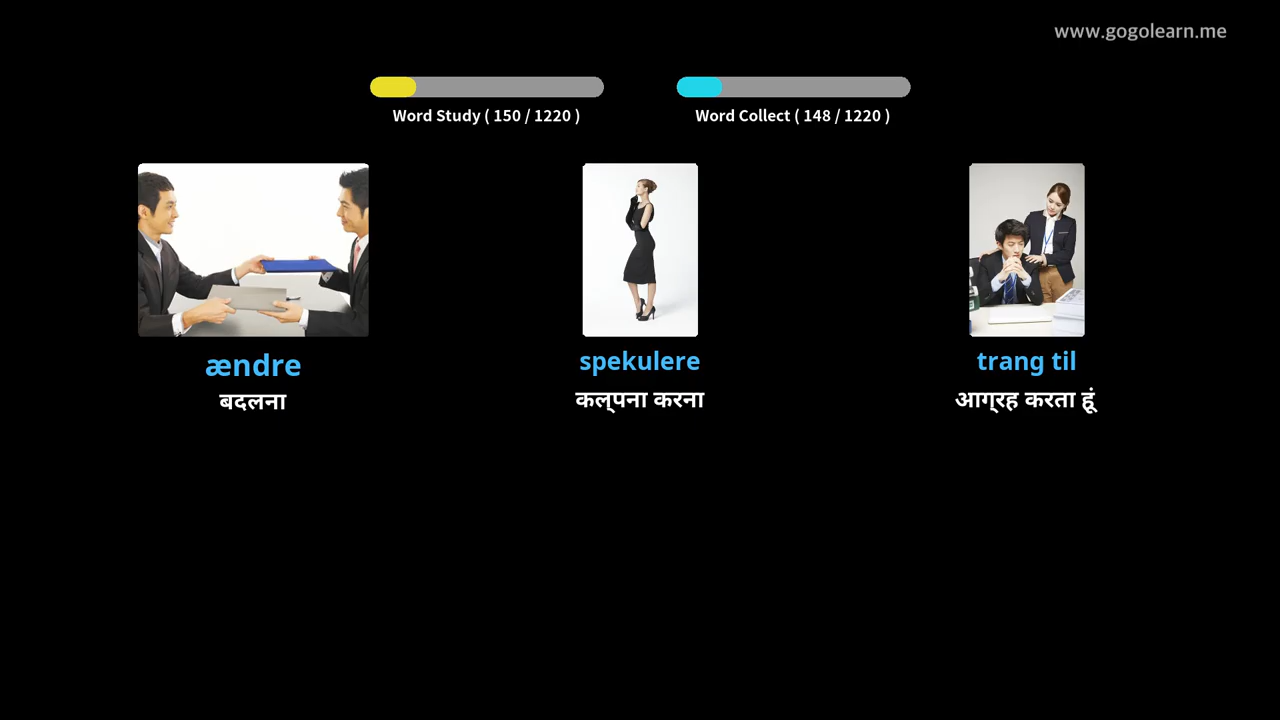 www.gogolearn.me
Word Study ( 150 / 1220 )
Word Collect ( 148 / 1220 )
ændre
spekulere
trang til
बदलना
कल्पना करना
आग्रह करता हूं